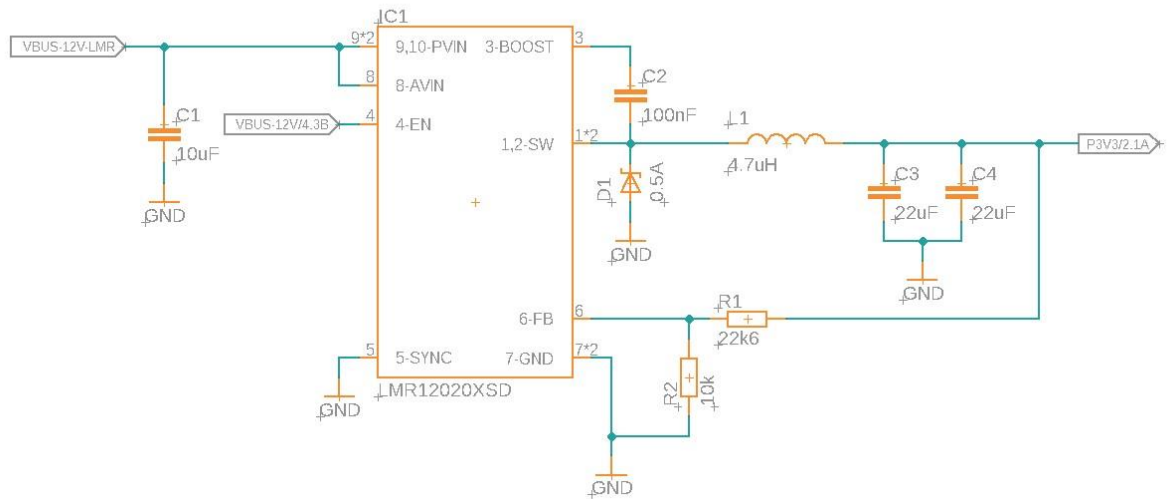 IC1
VBUS-12V-LMR
9*2
9,10-PVIN
3-BOOST
3
8
8-AVIN
C2
100nF
C1
10uF
VBUS-12V/4.3B
4
4-EN
1,2-SW
1*2
L1
4.7uH
P3V3/2.1A
D1
0.5A
C3
22uF
C4
22uF
GND
GND
GND
6-FB
6
R1
22k6
5
5-SYNC
7-GND
7*2
R2
10k
LMR12020XSD
GND
GND